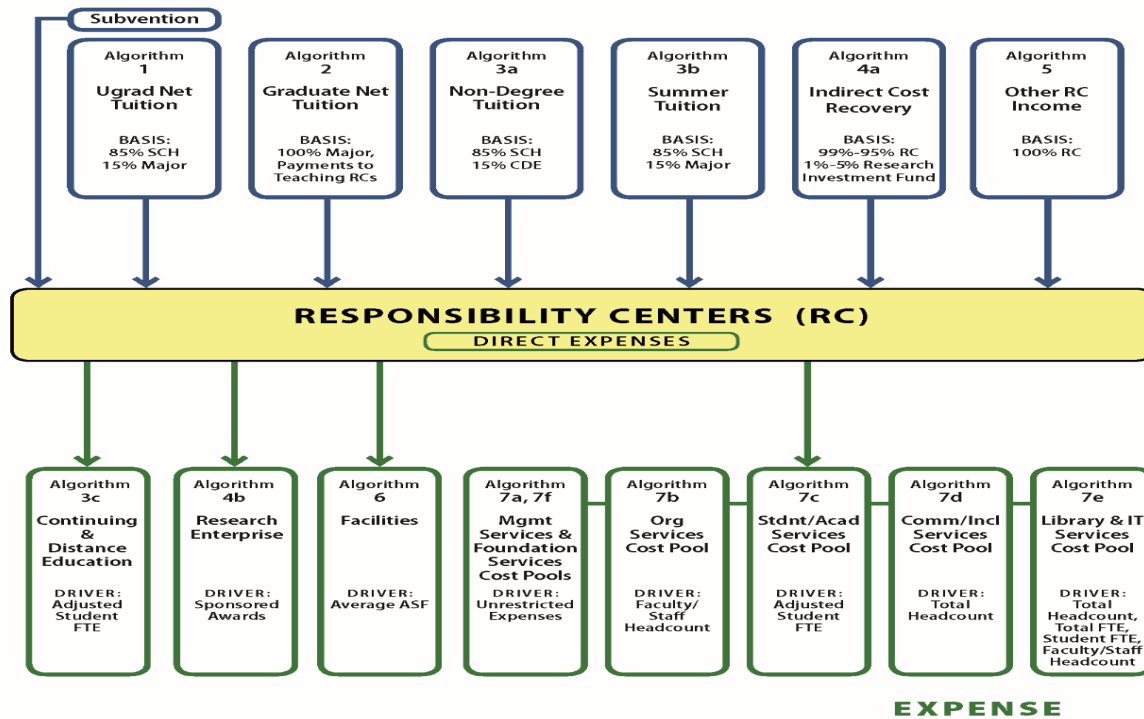 Subvention
Algorithm
1
Ugrad Net
Tuition
BASIS:
85% SCH
15% Major
Algorithm
2
Graduate Net
Tuition
BASIS:
100% Major,
Payments to
Teaching RCs
Algorithm
3a
Non-Degree
Tuition
BASIS:
85% SCH
15% CDE
Algorithm
3b
Summer
Tuition
BASIS:
85% SCH
15% Major
Algorithm
4a
Indirect Cost
Recovery
BASIS:
99%-95% RC
1%-5% Research
Investment Fund
Algorithm
5
Other RC
Income
BASIS:
100% RC
RESPONSIBILITY CENTERS (RC)
DIRECT EXPENSES
Algorithm
3c
Continuing
&
Distance
Education
DRIVER:
Adjusted
Student
FTE
Algorithm
4b
Research
Enterprise
DRIVER:
Sponsored
Awards
Algorithm
6
Facilities
DRIVER:
Average ASF
Algorithm
7a, 7f
Mgmt
Services &
Foundation
Services
Cost Pools
DRIVER:
Unrestricted
Expenses
Algorithm
7b
Org
Services
Cost Pool
DRIVER:
Faculty/
Staff
Headcount
Algorithm
7c
Stdnt/Acad
Services
Cost Pool
DRIVER:
Adjusted
Student
FTE
Algorithm
7d
Comm/Incl
Services
Cost Pool
DRIVER:
Total
Headcount
Algorithm
7e
Library & IT
Services
Cost Pool
DRIVER:
Total
Headcount,
Total FTE,
Student FTE,
Faculty/Staff
Headcount
EXPENSE